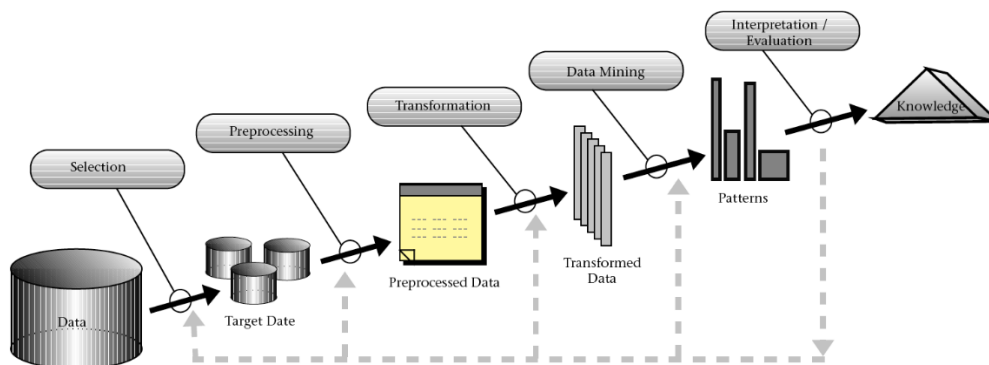 Interpretation /
Evaluation
Data Mining
Transformation
Preprocessing
Selection
Knowledge
Patterns
Transformed
Data
Preprocessed Data
Target Date
Data